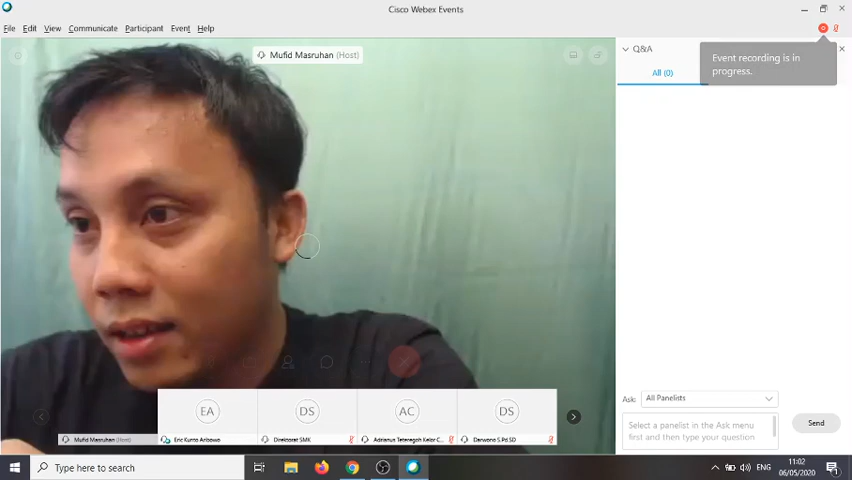 Cisco Webex Events
File Edit View Communicate Participant Event Help
Mufid Masruhan (Host)
Q&A
Event recording is in
progress.
All (0)
EA
DS
AC
DS
Mufid Masruhan (Host)
Eric Kunto Aribowo
Direktorat SMK
Adrianus Teteregoh Kelor C...
Darwono S.Pd.SD
Ask: All Panelists
Select a panelist in the Ask menu
first and then type your question
Send
Type here to search
ENG
11:02
06/05/2020
1